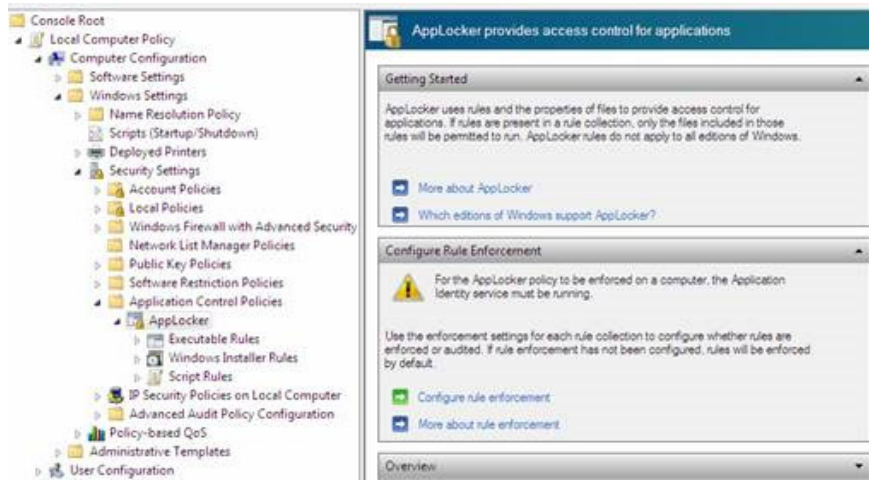 Console Root
Local Computer Policy
Computer Configuration
Software Settings
Windows Settings
Name Resolution Policy
Scripts (Startup/Shutdown)
Deployed Printers
Security Settings
Account Policies
Local Policies
Windows Firewall with Advanced Security
Network List Manager Policies
Public Key Policies
Software Restriction Policies
Application Control Policies
AppLocker
Executable Rules
Windows Installer Rules
Script Rules
IP Security Policies on Local Computer
Advanced Audit Policy Configuration
Policy-based QoS
Administrative Templates
User Configuration
AppLocker provides access control for applications
Getting Started
AppLocker uses rules and the properties of files to provide access control for
applications. If rules are present in a rule collection, only the files included in those
rules will be permitted to run. AppLocker rules do not apply to all editions of Windows.
More about AppLocker
Which editions of Windows support AppLocker?
Configure Rule Enforcement
For the AppLocker policy to be enforced on a computer, the Application
Identity service must be running.
Use the enforcement settings for each rule collection to configure whether rules are
enforced or audited. If rule enforcement has not been configured, rules will be enforced
by default.
Configure rule enforcement
More about rule enforcement
Overview